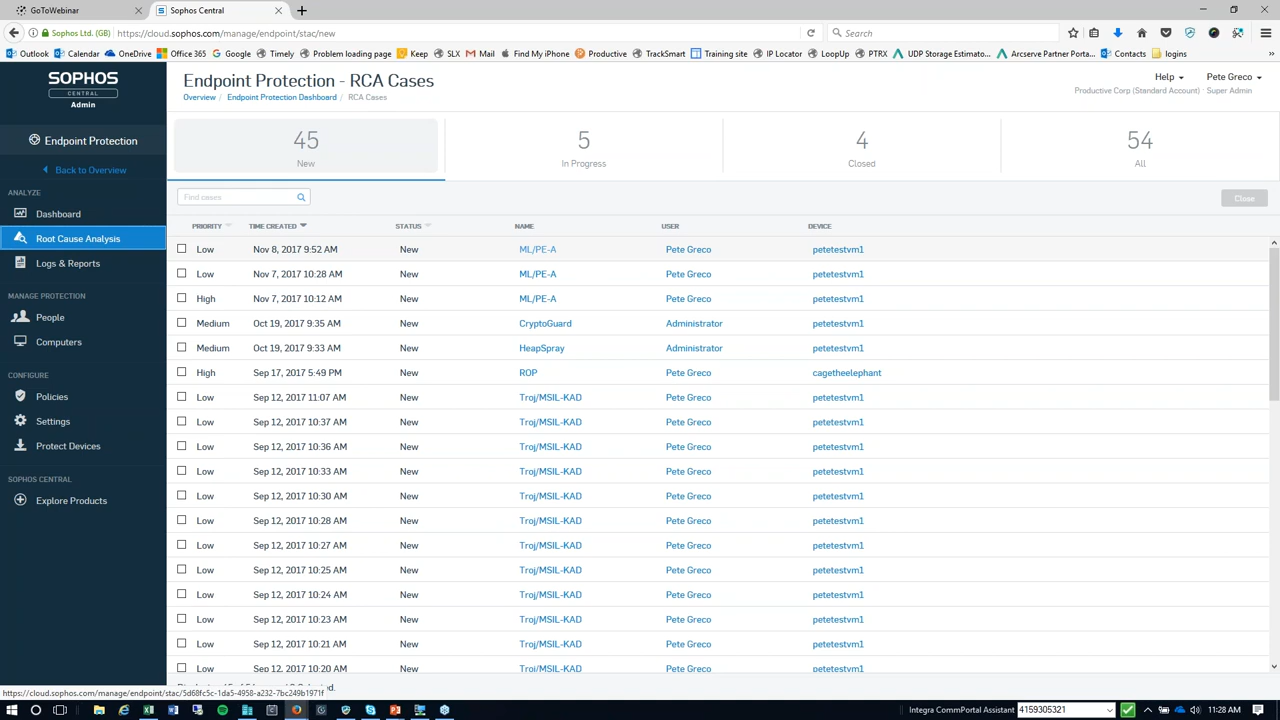 GoToWebinar
Sophos Central
Sophos Ltd. (GB) https://cloud.sophos.com/manage/endpoint/stac/new
Search
Outlook Calendar OneDrive Office 365 Google Timely Problem loading page Keep SLX Mail Find My iPhone Productive TrackSmart Training site IP Locator LoopUp PTRX UDP Storage Estimato... Arcserve Partner Porta... Contacts logins
SOPHOS
CENTRAL
Admin
Endpoint Protection
Back to Overview
ANALYZE
Dashboard
Root Cause Analysis
Logs & Reports
MANAGE PROTECTION
People
Computers
CONFIGURE
Policies
Settings
Protect Devices
SOPHOS CENTRAL
Explore Products
Endpoint Protection - RCA Cases
Overview / Endpoint Protection Dashboard / RCA Cases
Help Pete Greco
Productive Corp (Standard Account) · Super Admin
45 5 4 54
New In Progress Closed All
Find cases Close
PRIORITY TIME CREATED STATUS NAME USER DEVICE
Low Nov 8, 2017 9:52 AM New ML/PE-A Pete Greco petetestvm1
Low Nov 7, 2017 10:28 AM New ML/PE-A Pete Greco petetestvm1
High Nov 7, 2017 10:12 AM New ML/PE-A Pete Greco petetestvm1
Medium Oct 19, 2017 9:35 AM New CryptoGuard Administrator petetestvm1
Medium Oct 19, 2017 9:33 AM New HeapSpray Administrator petetestvm1
High Sep 17, 2017 5:49 PM New ROP Pete Greco cagetheelephant
Low Sep 12, 2017 11:07 AM New Troj/MSIL-KAD Pete Greco petetestvm1
Low Sep 12, 2017 10:37 AM New Troj/MSIL-KAD Pete Greco petetestvm1
Low Sep 12, 2017 10:36 AM New Troj/MSIL-KAD Pete Greco petetestvm1
Low Sep 12, 2017 10:33 AM New Troj/MSIL-KAD Pete Greco petetestvm1
Low Sep 12, 2017 10:30 AM New Troj/MSIL-KAD Pete Greco petetestvm1
Low Sep 12, 2017 10:28 AM New Troj/MSIL-KAD Pete Greco petetestvm1
Low Sep 12, 2017 10:27 AM New Troj/MSIL-KAD Pete Greco petetestvm1
Low Sep 12, 2017 10:25 AM New Troj/MSIL-KAD Pete Greco petetestvm1
Low Sep 12, 2017 10:24 AM New Troj/MSIL-KAD Pete Greco petetestvm1
Low Sep 12, 2017 10:23 AM New Troj/MSIL-KAD Pete Greco petetestvm1
Low Sep 12, 2017 10:21 AM New Troj/MSIL-KAD Pete Greco petetestvm1
Low Sep 12, 2017 10:20 AM New Troj/MSIL-KAD Pete Greco petetestvm1
https://cloud.sophos.com/manage/endpoint/stac/5d68fc5c-1da5-4958-a232-7bc249b1971f
Integra CommPortal Assistant 4159305321 11:28 AM